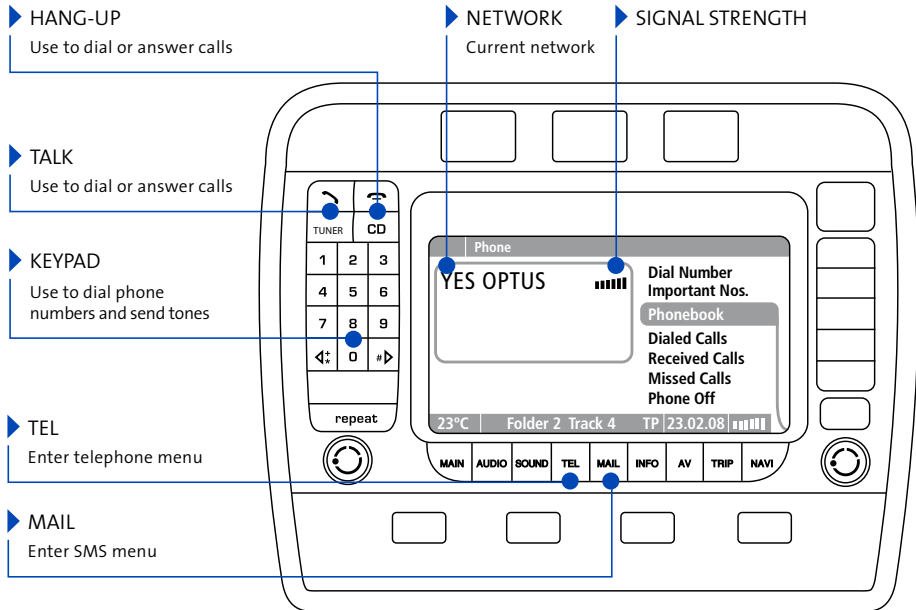 HANG-UP
Use to dial or answer calls
NETWORK
Current network
SIGNAL STRENGTH
TALK
Use to dial or answer calls
KEYPAD
Use to dial phone
numbers and send tones
TEL
Enter telephone menu
MAIL
Enter SMS menu
TUNER CD
1 2 3
4 5 6
7 8 9
* 0 #
repeat
Phone
YES OPTUS
Dial Number
Important Nos.
Phonebook
Dialed Calls
Received Calls
Missed Calls
Phone Off
23°C Folder 2 Track 4 TP 23.02.08
MAIN AUDIO SOUND TEL MAIL INFO AV TRIP NAVI